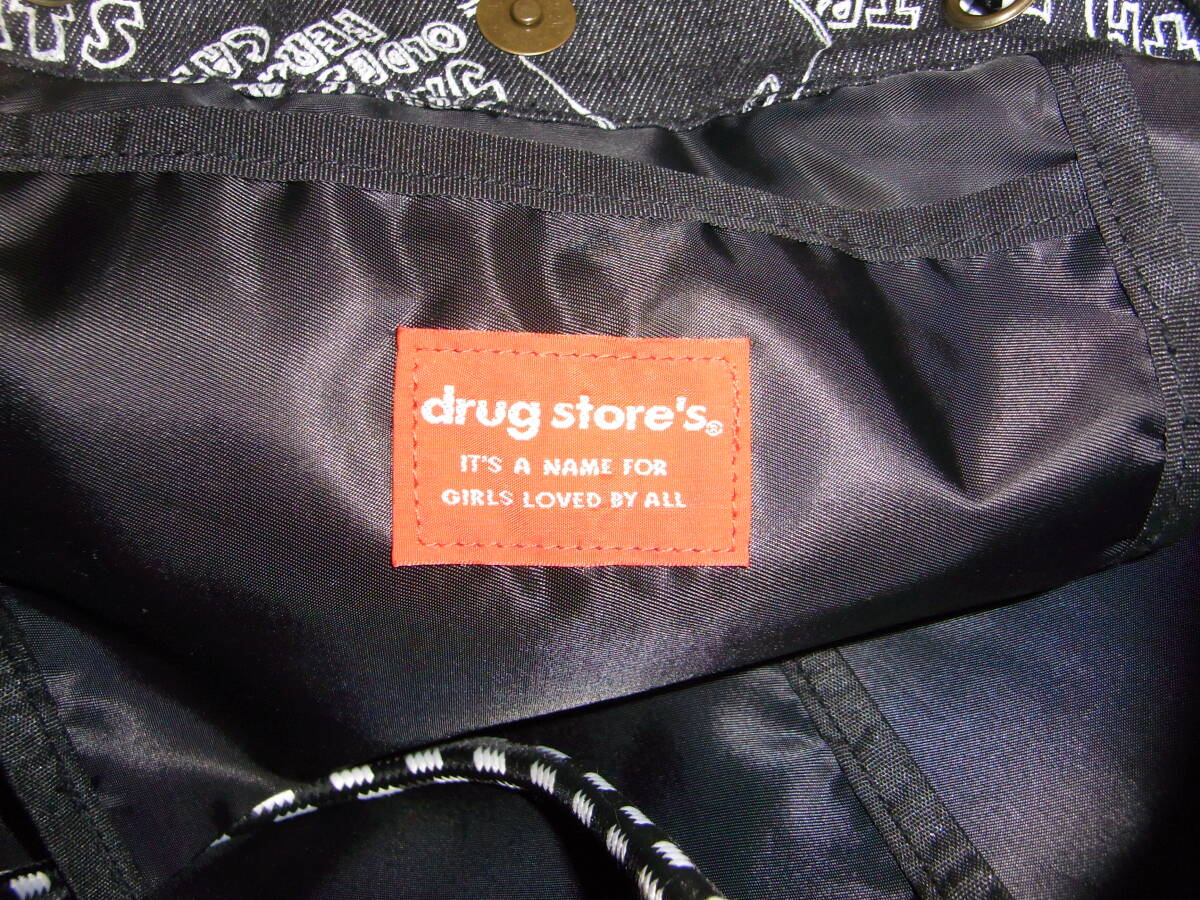 drug store's®
IT'S A NAME FOR
GIRLS LOVED BY ALL